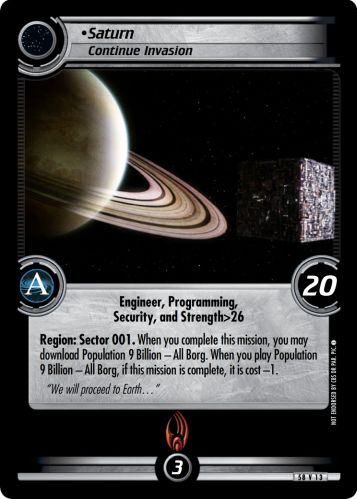 •Saturn
Continue Invasion
A
20
Engineer, Programming,
Security, and Strength>26
Region: Sector 001. When you complete this mission, you may
download Population 9 Billion – All Borg. When you play Population
9 Billion – All Borg, if this mission is complete, it is cost –1.
"We will proceed to Earth…"
NOT ENDORSED BY CBS OR PAR. PIC.
3
58 V 13